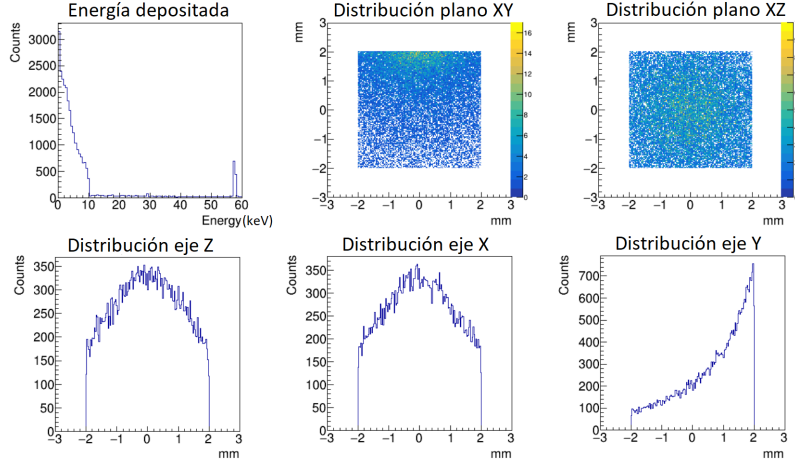 Energía depositada
Counts
3000
2500
2000
1500
1000
500
0
0 10 20 30 40 50 60
Energy(keV)
Distribución plano XY
mm
3
2
1
0
−1
−2
−3
−3 −2 −1 0 1 2 3
mm
16
14
12
10
8
6
4
2
0
Distribución plano XZ
3
2
1
0
−1
−2
−3
−3 −2 −1 0 1 2 3
mm
Distribución eje Z
Counts
350
300
250
200
150
100
50
0
−3 −2 −1 0 1 2 3
mm
Distribución eje X
Counts
350
300
250
200
150
100
50
0
−3 −2 −1 0 1 2 3
mm
Distribución eje Y
Counts
700
600
500
400
300
200
100
0
−3 −2 −1 0 1 2 3
mm